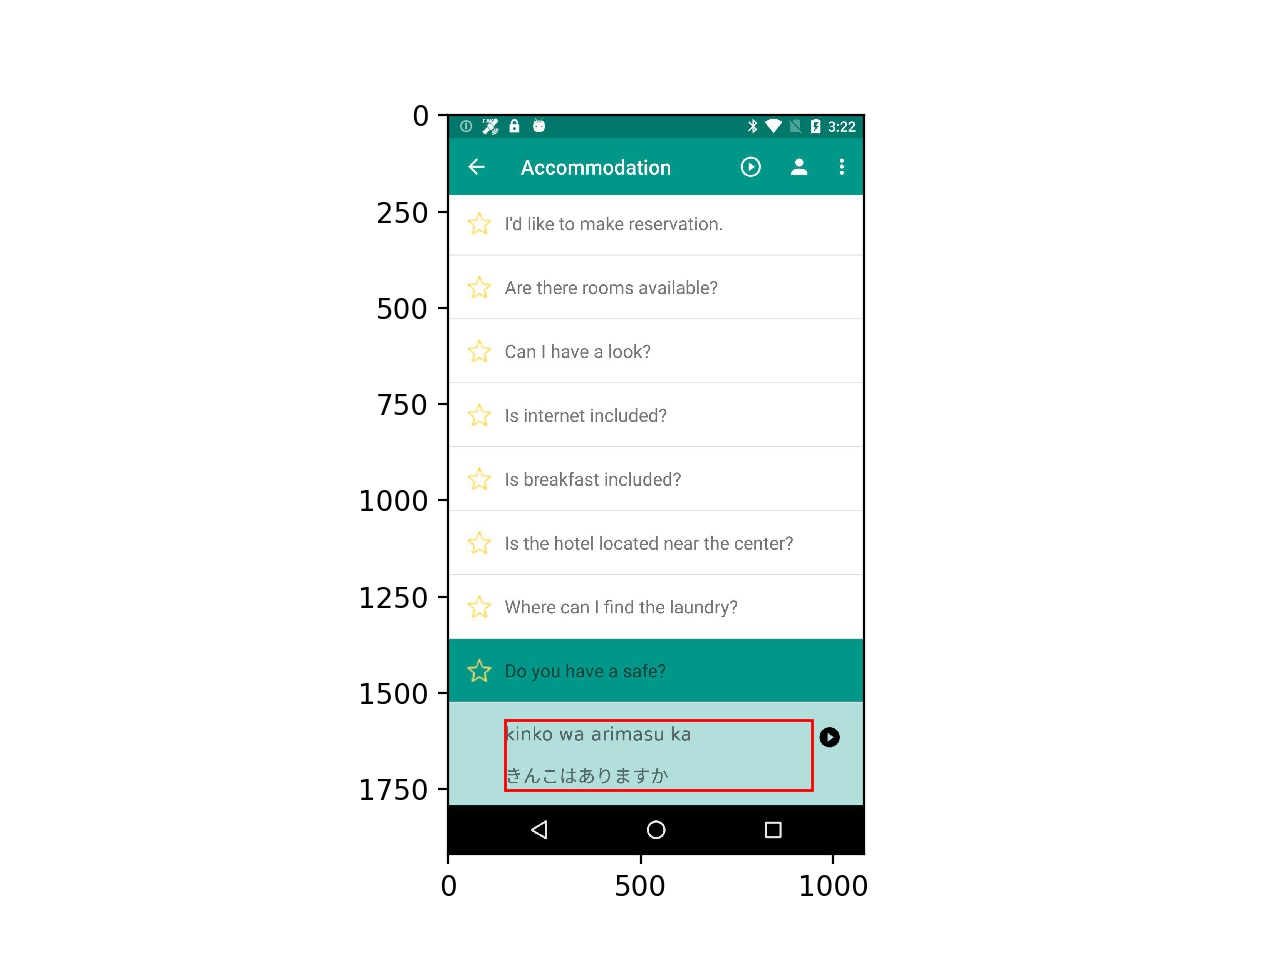 0
3:22
Accommodation
250
I'd like to make reservation.
Are there rooms available?
500
Can I have a look?
750
Is internet included?
Is breakfast included?
1000
Is the hotel located near the center?
1250
Where can I find the laundry?
Do you have a safe?
1500
kinko wa arimasu ka
きんこはありますか
1750
0
500
1000